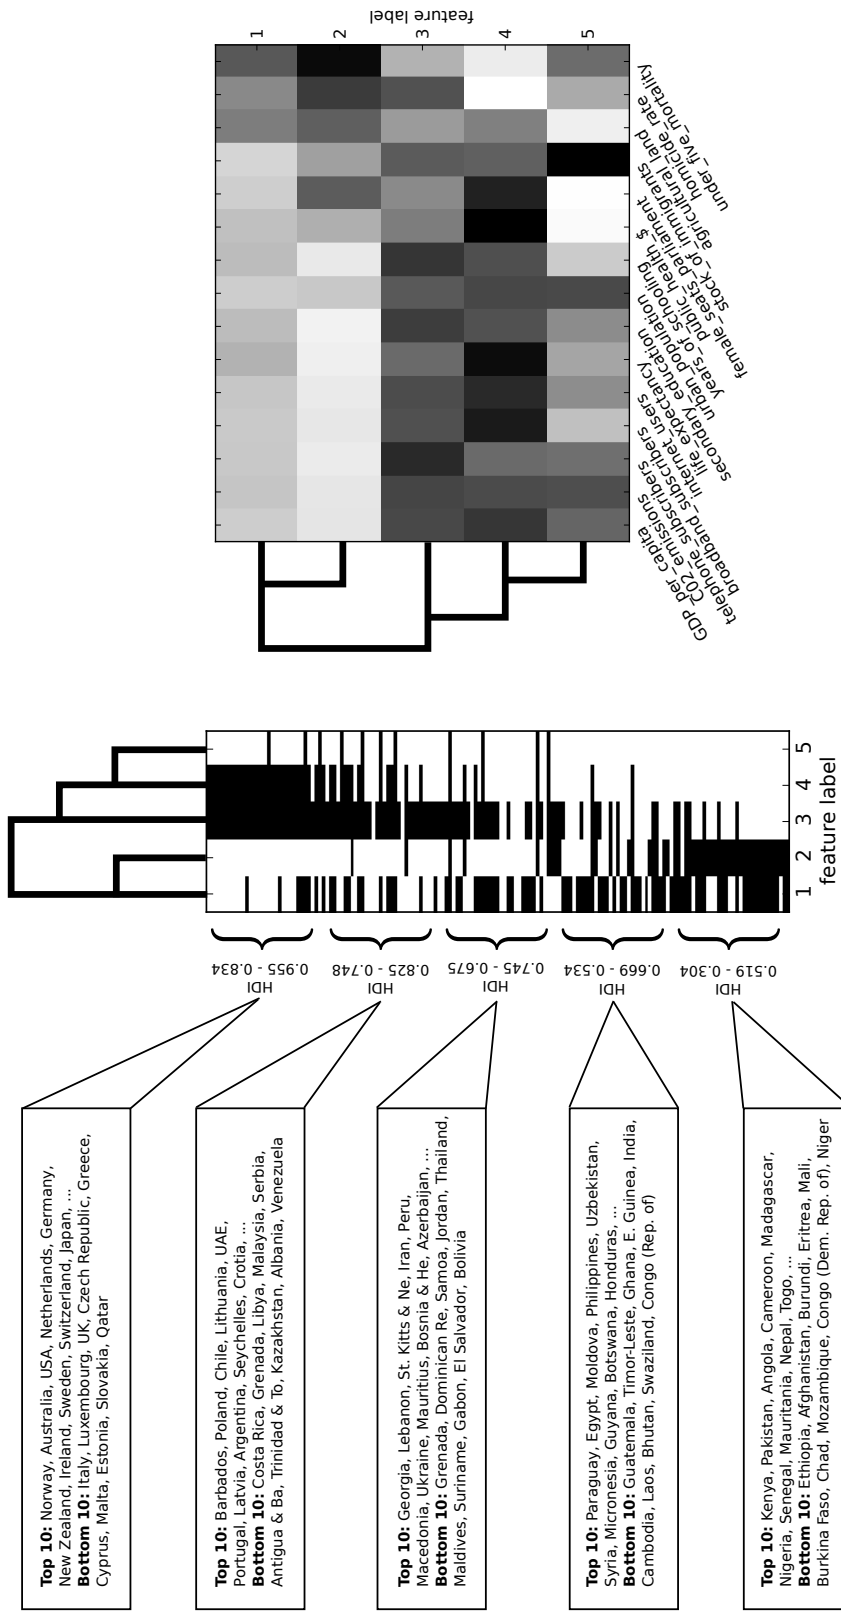 Top 10: Norway, Australia, USA, Netherlands, Germany,
New Zealand, Ireland, Sweden, Switzerland, Japan, ...
Bottom 10: Italy, Luxembourg, UK, Czech Republic, Greece,
Cyprus, Malta, Estonia, Slovakia, Qatar
Top 10: Barbados, Poland, Chile, Lithuania, UAE,
Portugal, Latvia, Argentina, Seychelles, Crotia, ...
Bottom 10: Costa Rica, Grenada, Libya, Malaysia, Serbia,
Antigua & Ba, Trinidad & To, Kazakhstan, Albania, Venezuela
Top 10: Georgia, Lebanon, St. Kitts & Ne, Iran, Peru,
Macedonia, Ukraine, Mauritius, Bosnia & He, Azerbaijan, ...
Bottom 10: Grenada, Dominican Re, Samoa, Jordan, Thailand,
Maldives, Suriname, Gabon, El Salvador, Bolivia
Top 10: Paraguay, Egypt, Moldova, Philippines, Uzbekistan,
Syria, Micronesia, Guyana, Botswana, Honduras, ...
Bottom 10: Guatemala, Timor-Leste, Ghana, E. Guinea, India,
Cambodia, Laos, Bhutan, Swaziland, Congo (Rep. of)
Top 10: Kenya, Pakistan, Angola, Cameroon, Madagascar,
Nigeria, Senegal, Mauritania, Nepal, Togo, ...
Bottom 10: Ethiopia, Afghanistan, Burundi, Eritrea, Mali,
Burkina Faso, Chad, Mozambique, Congo (Dem. Rep. of), Niger
HDI
0.955 - 0.834
HDI
0.825 - 0.748
HDI
0.745 - 0.675
HDI
0.669 - 0.534
HDI
0.519 - 0.304
1
2
3
4
5
feature label
GDP_per_capita
C02_emissions
telephone_subscribers
broadband_subscribers
internet_users
life_expectancy
secondary_education
urban_population
years_of_schooling
public_health_$
female_seats_parliament
stock_of_immigrants
agricultural_land
homicide_rate
under_five_mortality
1
2
3
4
5
feature label